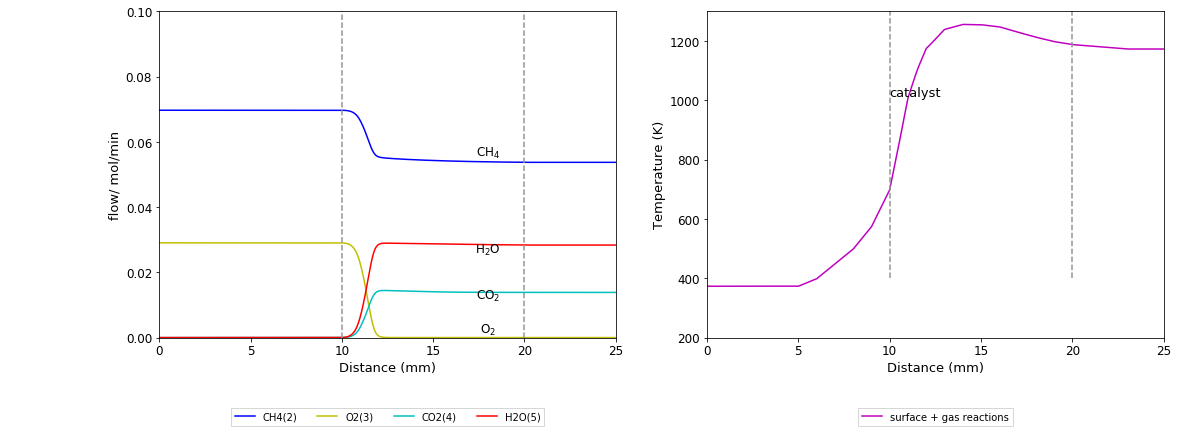 0.10
0.08
0.06
0.04
0.02
0.00
flow/ mol/min
CH₄
H₂O
CO₂
O₂
0 5 10 15 20 25
Distance (mm)
CH4(2) O2(3) CO2(4) H2O(5)
1200
1000
800
600
400
200
Temperature (K)
catalyst
0 5 10 15 20 25
Distance (mm)
surface + gas reactions